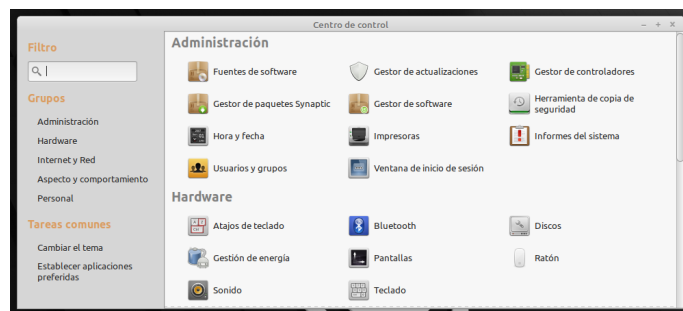 Centro de control
Filtro
Grupos
Administración
Hardware
Internet y Red
Aspecto y comportamiento
Personal
Tareas comunes
Cambiar el tema
Establecer aplicaciones
preferidas
Administración
Fuentes de software
Gestor de actualizaciones
Gestor de controladores
Gestor de paquetes Synaptic
Gestor de software
Herramienta de copia de
seguridad
Hora y fecha
Impresoras
Informes del sistema
Usuarios y grupos
Ventana de inicio de sesión
Hardware
Atajos de teclado
Bluetooth
Discos
Gestión de energía
Pantallas
Ratón
Sonido
Teclado